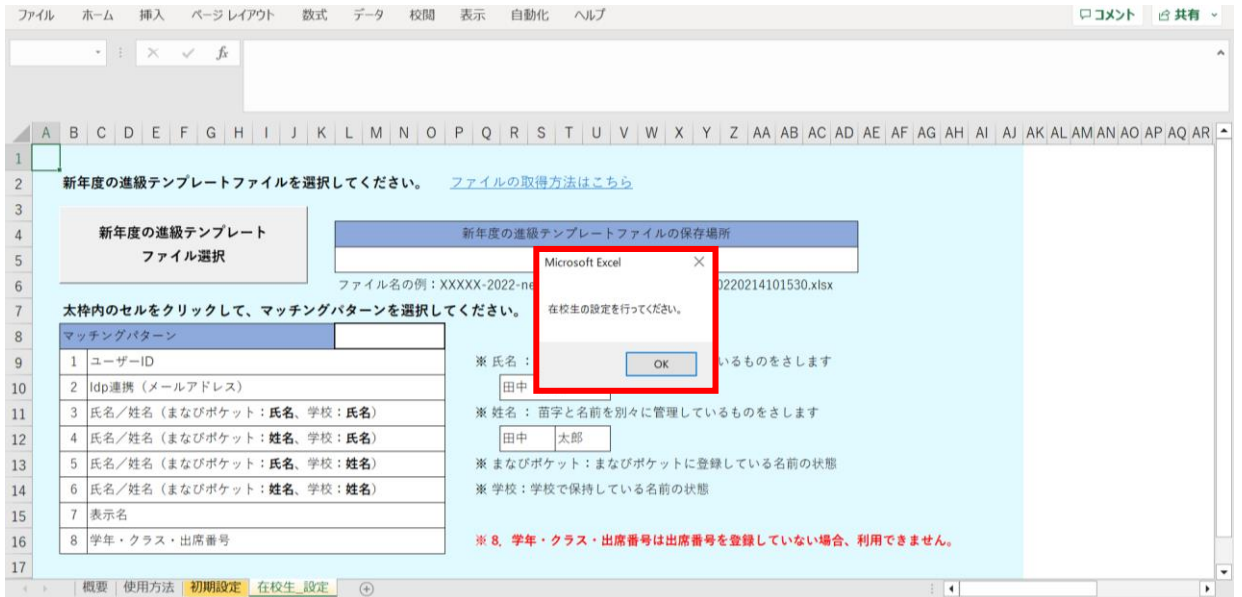 ファイル ホーム 挿入 ページ レイアウト 数式 データ 校閲 表示 自動化 ヘルプ コメント 共有
fx
A B C D E F G H I J K L M N O P Q R S T U V W X Y Z AA AB AC AD AE AF AG AH AI AJ AK AL AM AN AO AP AQ AR
1
2 新年度の進級テンプレートファイルを選択してください。 ファイルの取得方法はこちら
3
4 新年度の進級テンプレート 新年度の進級テンプレートファイルの保存場所
5 ファイル選択
Microsoft Excel
6 ファイル名の例：XXXXX-2022-ne 0220214101530.xlsx
在校生の設定を行ってください。
7 太枠内のセルをクリックして、マッチングパターンを選択してください。
8 マッチングパターン
OK
9 1 ユーザーID ※ 氏名： いるものをさします
10 2 Idp連携（メールアドレス） 田中
11 3 氏名／姓名（まなびポケット：氏名、学校：氏名） ※ 姓名 ： 苗字と名前を別々に管理しているものをさします
12 4 氏名／姓名（まなびポケット：姓名、学校：氏名） 田中 太郎
13 5 氏名／姓名（まなびポケット：氏名、学校：姓名） ※ まなびポケット：まなびポケットに登録している名前の状態
14 6 氏名／姓名（まなびポケット：姓名、学校：姓名） ※ 学校：学校で保持している名前の状態
15 7 表示名
16 8 学年・クラス・出席番号 ※ 8，学年・クラス・出席番号は出席番号を登録していない場合、利用できません。
17
概要 使用方法 初期設定 在校生_設定